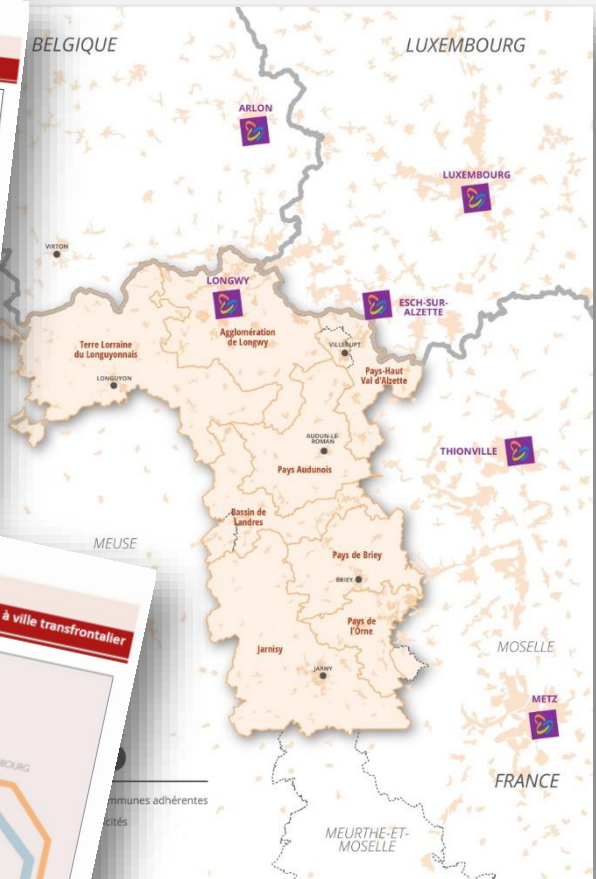 BELGIQUE
LUXEMBOURG
ARLON
LUXEMBOURG
VIRTON
LONGWY
ESCH-SUR-
ALZETTE
Agglomération
de Longwy
Terre Lorraine
du Longuyonnais
VILLERUPT
LONGUYON
Pays-Haut
Val d'Alzette
AUDUN-LE-
ROMAN
THIONVILLE
Pays Audunois
Bassin de
Landres
MEUSE
Pays de Briey
BRIEY
à ville transfrontalier
Pays de
l'Orne
Jarnisy
MOSELLE
JARNY
METZ
BOURG
FRANCE
mmunes adhérentes
cités
MEURTHE-ET-
MOSELLE